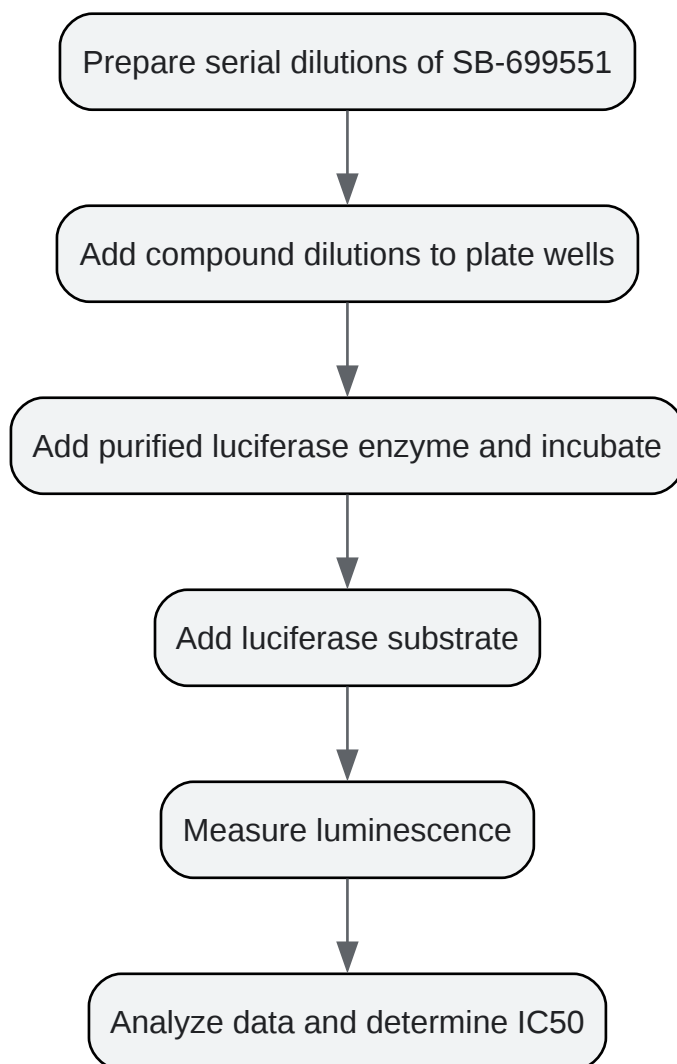 Prepare serial dilutions of SB-699551
Add compound dilutions to plate wells
Add purified luciferase enzyme and incubate
Add luciferase substrate
Measure luminescence
Analyze data and determine IC50